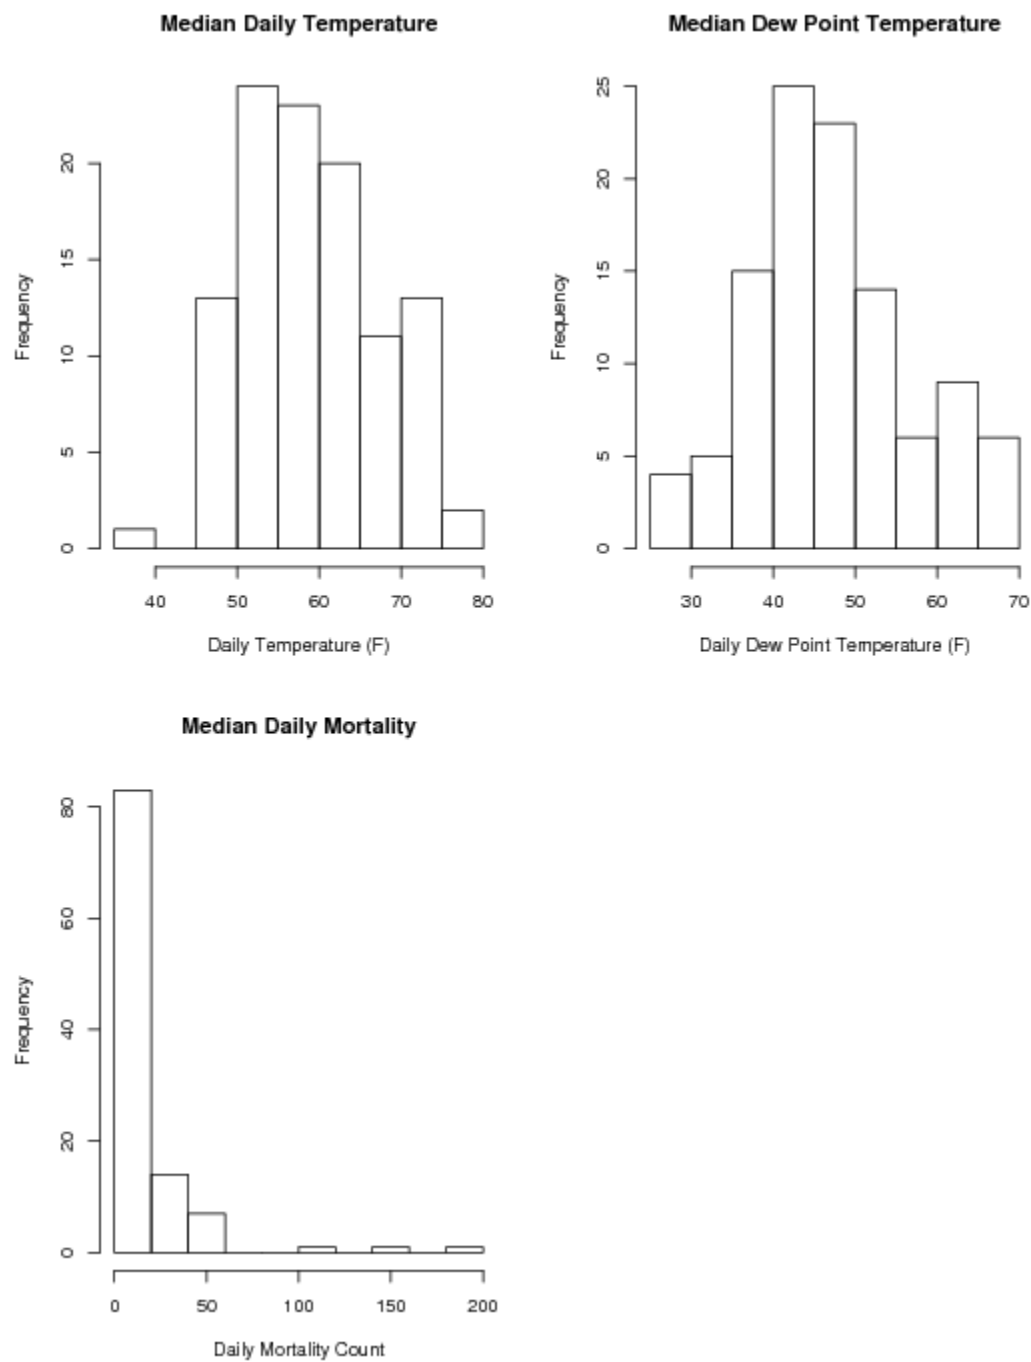 Median Daily Temperature
Frequency
20
15
10
5
0
40 50 60 70 80
Daily Temperature (F)
Median Dew Point Temperature
Frequency
25
20
15
10
5
0
30 40 50 60 70
Daily Dew Point Temperature (F)
Median Daily Mortality
Frequency
80
60
40
20
0
0 50 100 150 200
Daily Mortality Count